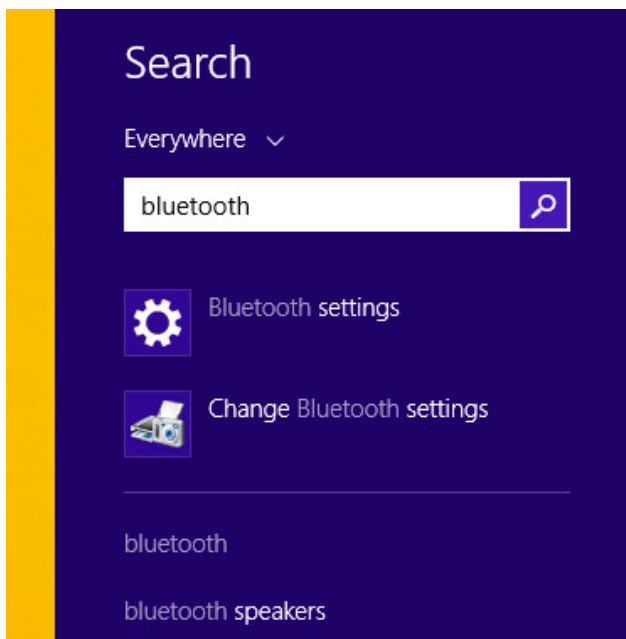 Search
Everywhere
bluetooth
Bluetooth settings
Change Bluetooth settings
bluetooth
bluetooth speakers